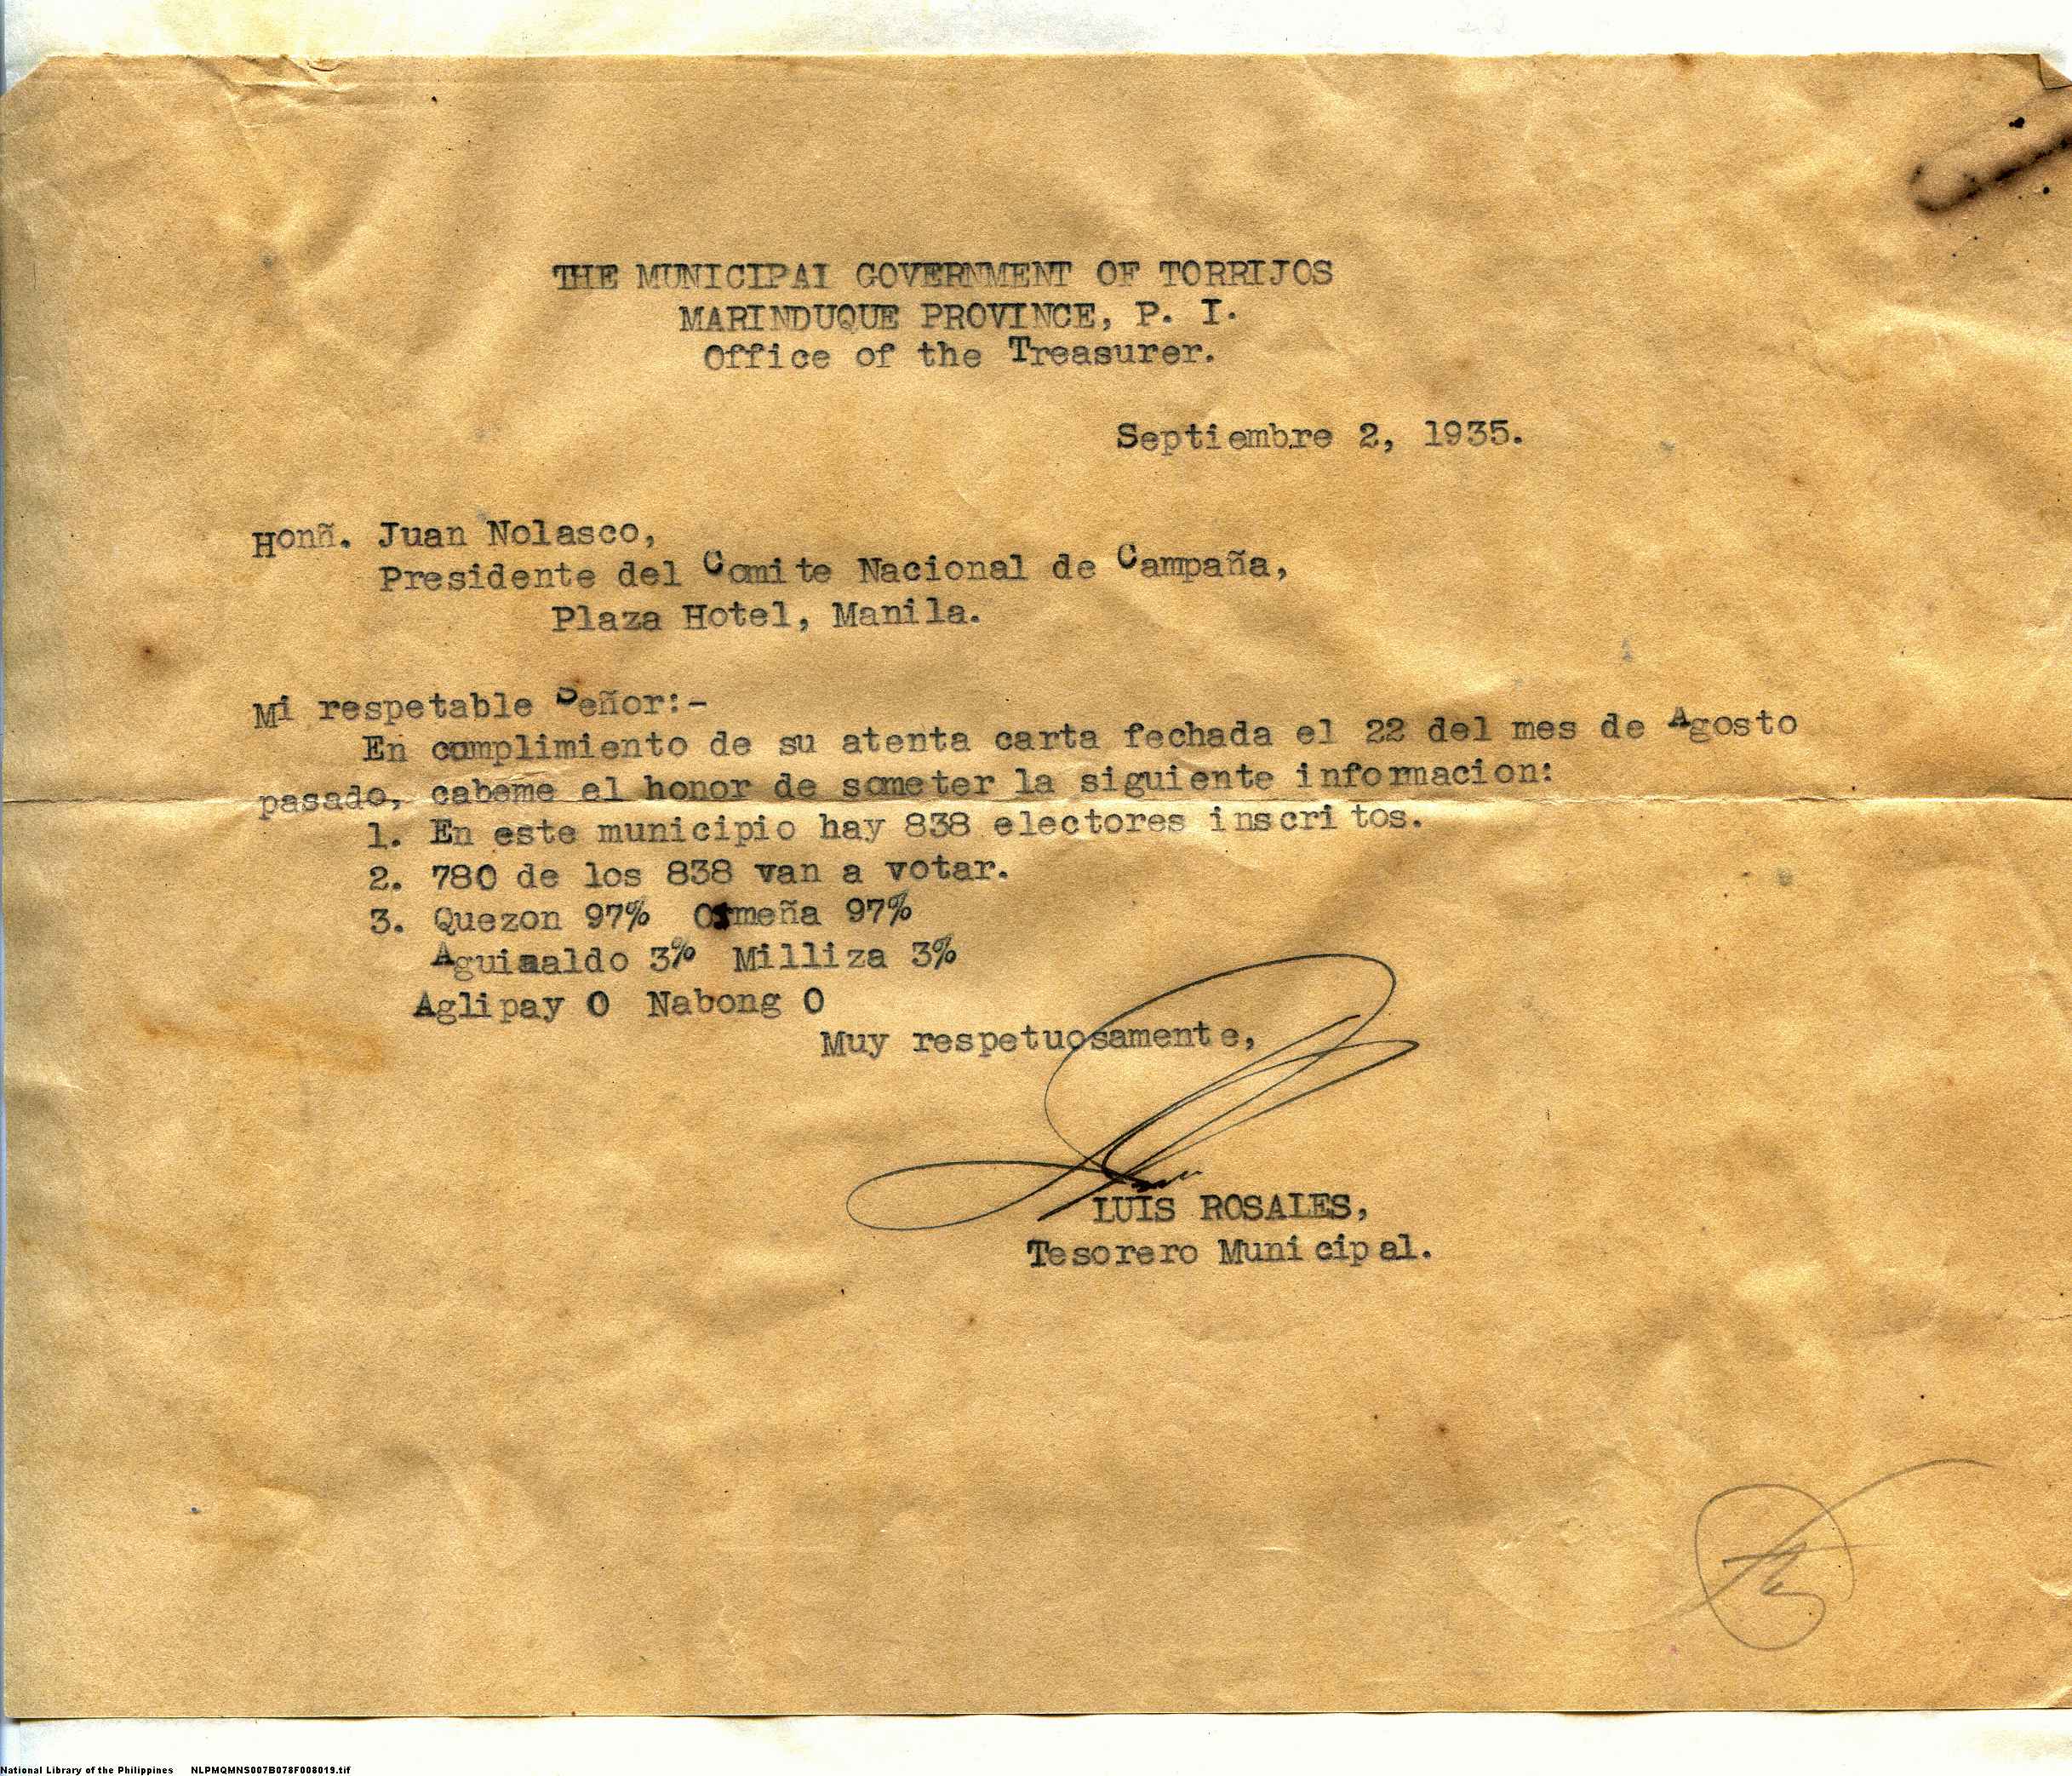 THE MUNICIPAI GOVERNMENT OF TORRIJOS
MARINDUQUE PROVINCE, P. I.
Office of the Treasurer.
Septiembre 2, 1935.
Honñ. Juan Nolasco,
Presidente del Comite Nacional de Campaña,
Plaza Hotel, Manila.
Mi respetable Señor:-
En cumplimiento de su atenta carta fechada el 22 del mes de Agosto
pasado, cabeme el honor de someter la siguiente informacion:
1. En este municipio hay 838 electores inscritos.
2. 780 de los 838 van a votar.
3. Quezon 97% Osmeña 97%
Aguinaldo 3% Milliza 3%
Aglipay 0 Nabong 0
Muy respetuosamente,
LUIS ROSALES,
Tesorero Municipal.
National Library of the Philippines NLPMQMNS007B078F008019.tif